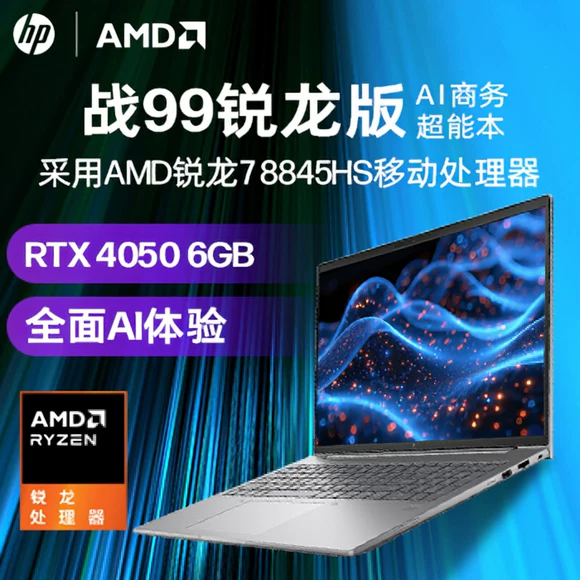 hp AMD
战99锐龙版
AI商务
超能本
采用AMD锐龙7 8845HS移动处理器
RTX 4050 6GB
全面AI体验
AMD
RYZEN
锐龙
处理器